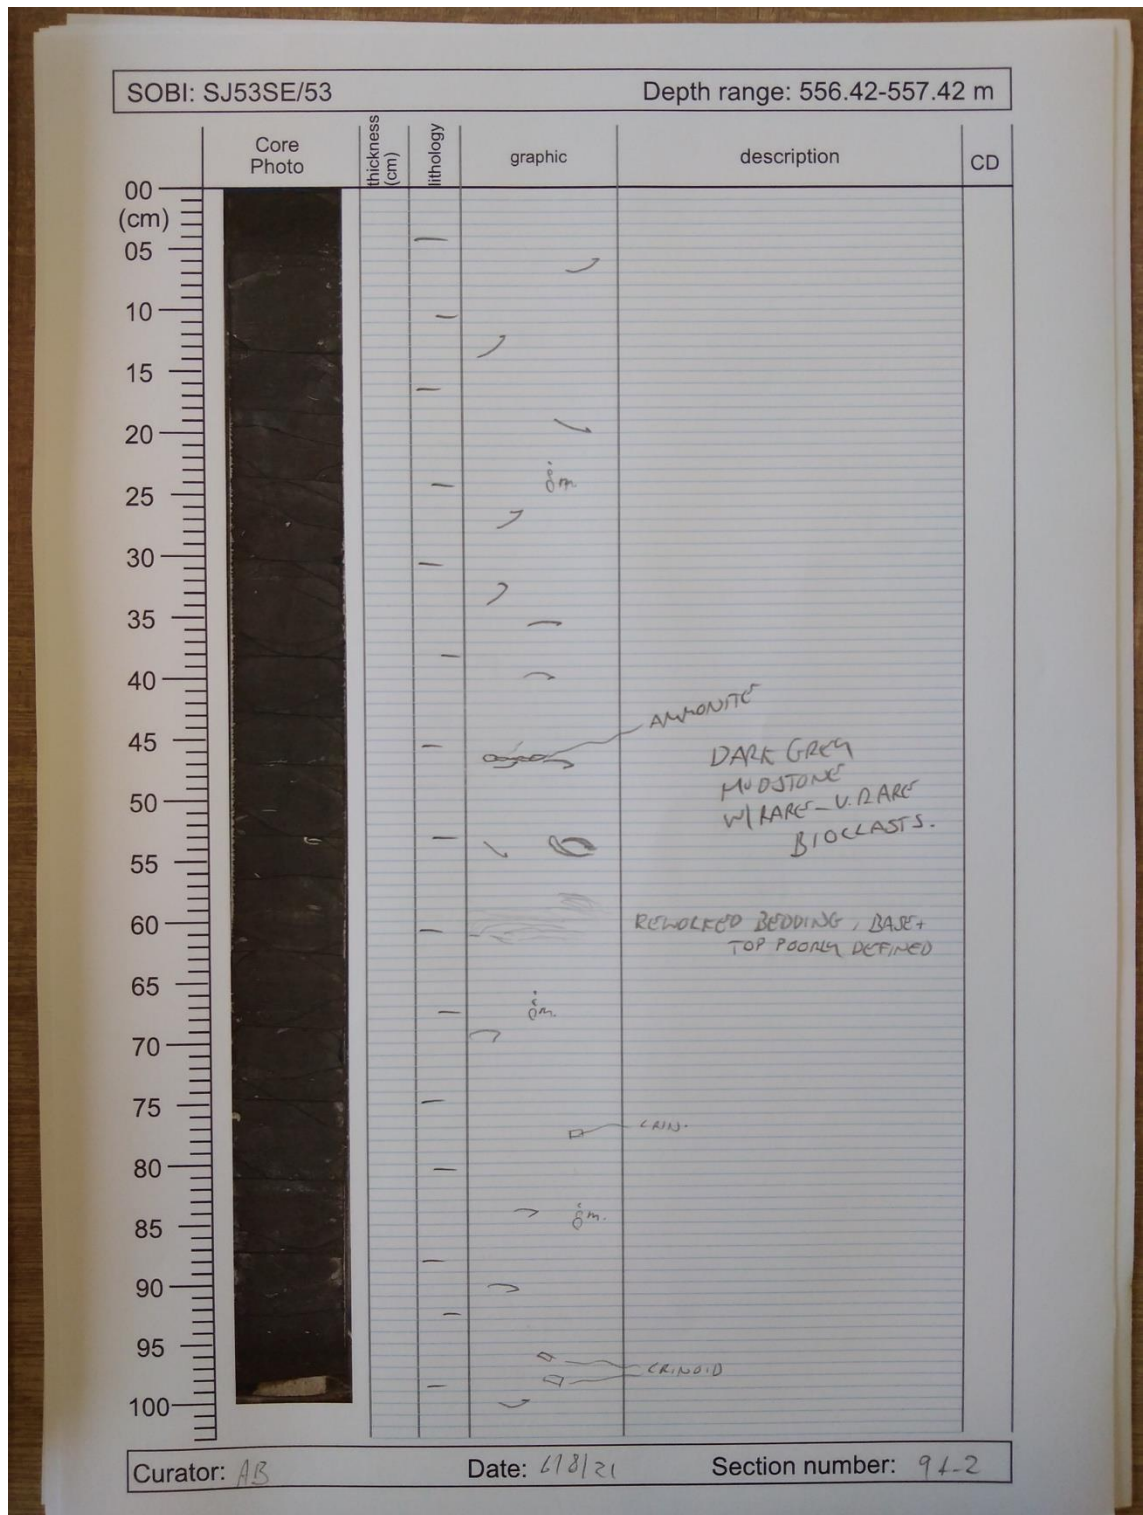 SOBI: SJ53SE/53
Depth range: 556.42-557.42 m
Core
Photo
thickness
(cm)
lithology
graphic
description
CD
00
(cm)
05
10
15
20
25
30
35
40
AMMONITE
45
DARK GREY
MUDSTONE
W/ RARE - V. RARE
BIOCLASTS.
50
55
60
REWORKED BEDDING, BASE +
TOP POORLY DEFINED
65
70
75
CRIN.
80
85
90
95
CRINOID
100
Curator: AB
Date: 6/8/21
Section number: